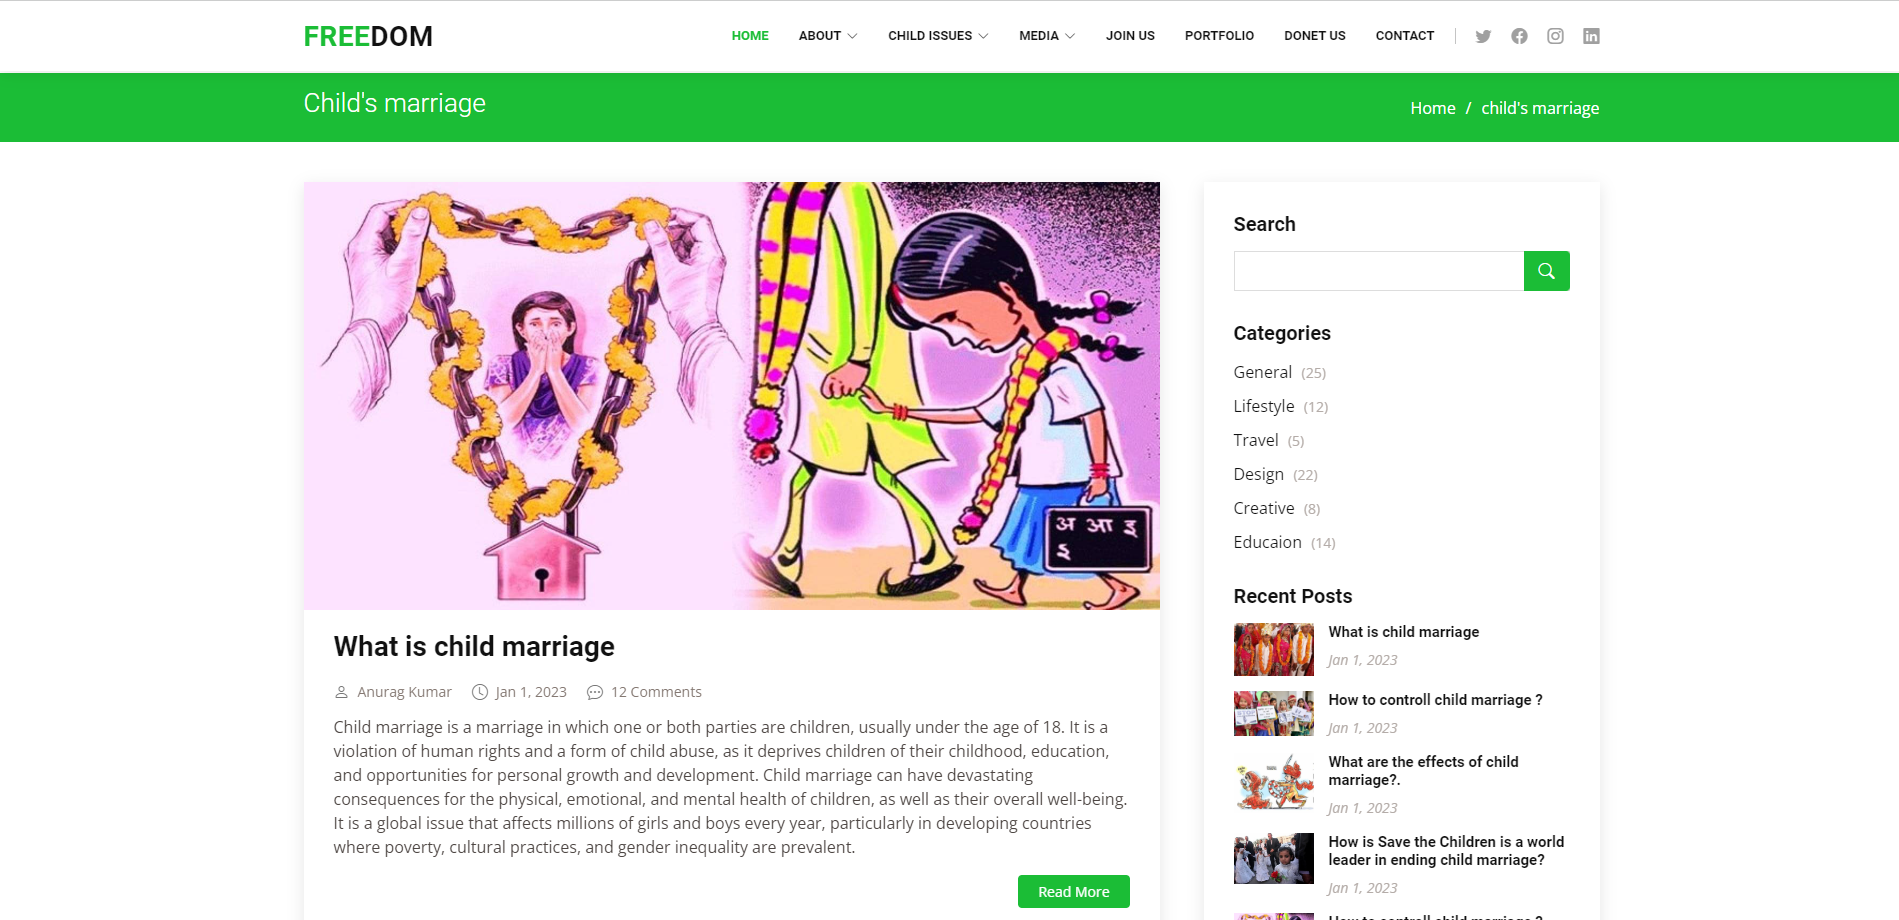 FREEDOM
HOME ABOUT CHILD ISSUES MEDIA JOIN US PORTFOLIO DONET US CONTACT
Child's marriage
Home / child's marriage
अ आ इ
ई
What is child marriage
Anurag Kumar Jan 1, 2023 12 Comments
Child marriage is a marriage in which one or both parties are children, usually under the age of 18. It is a
violation of human rights and a form of child abuse, as it deprives children of their childhood, education,
and opportunities for personal growth and development. Child marriage can have devastating
consequences for the physical, emotional, and mental health of children, as well as their overall well-being.
It is a global issue that affects millions of girls and boys every year, particularly in developing countries
where poverty, cultural practices, and gender inequality are prevalent.
Read More
Search
Categories
General (25)
Lifestyle (12)
Travel (5)
Design (22)
Creative (8)
Educaion (14)
Recent Posts
What is child marriage
Jan 1, 2023
How to controll child marriage ?
Jan 1, 2023
What are the effects of child
marriage?.
Jan 1, 2023
How is Save the Children is a world
leader in ending child marriage?
Jan 1, 2023
How to controll child marriage ?